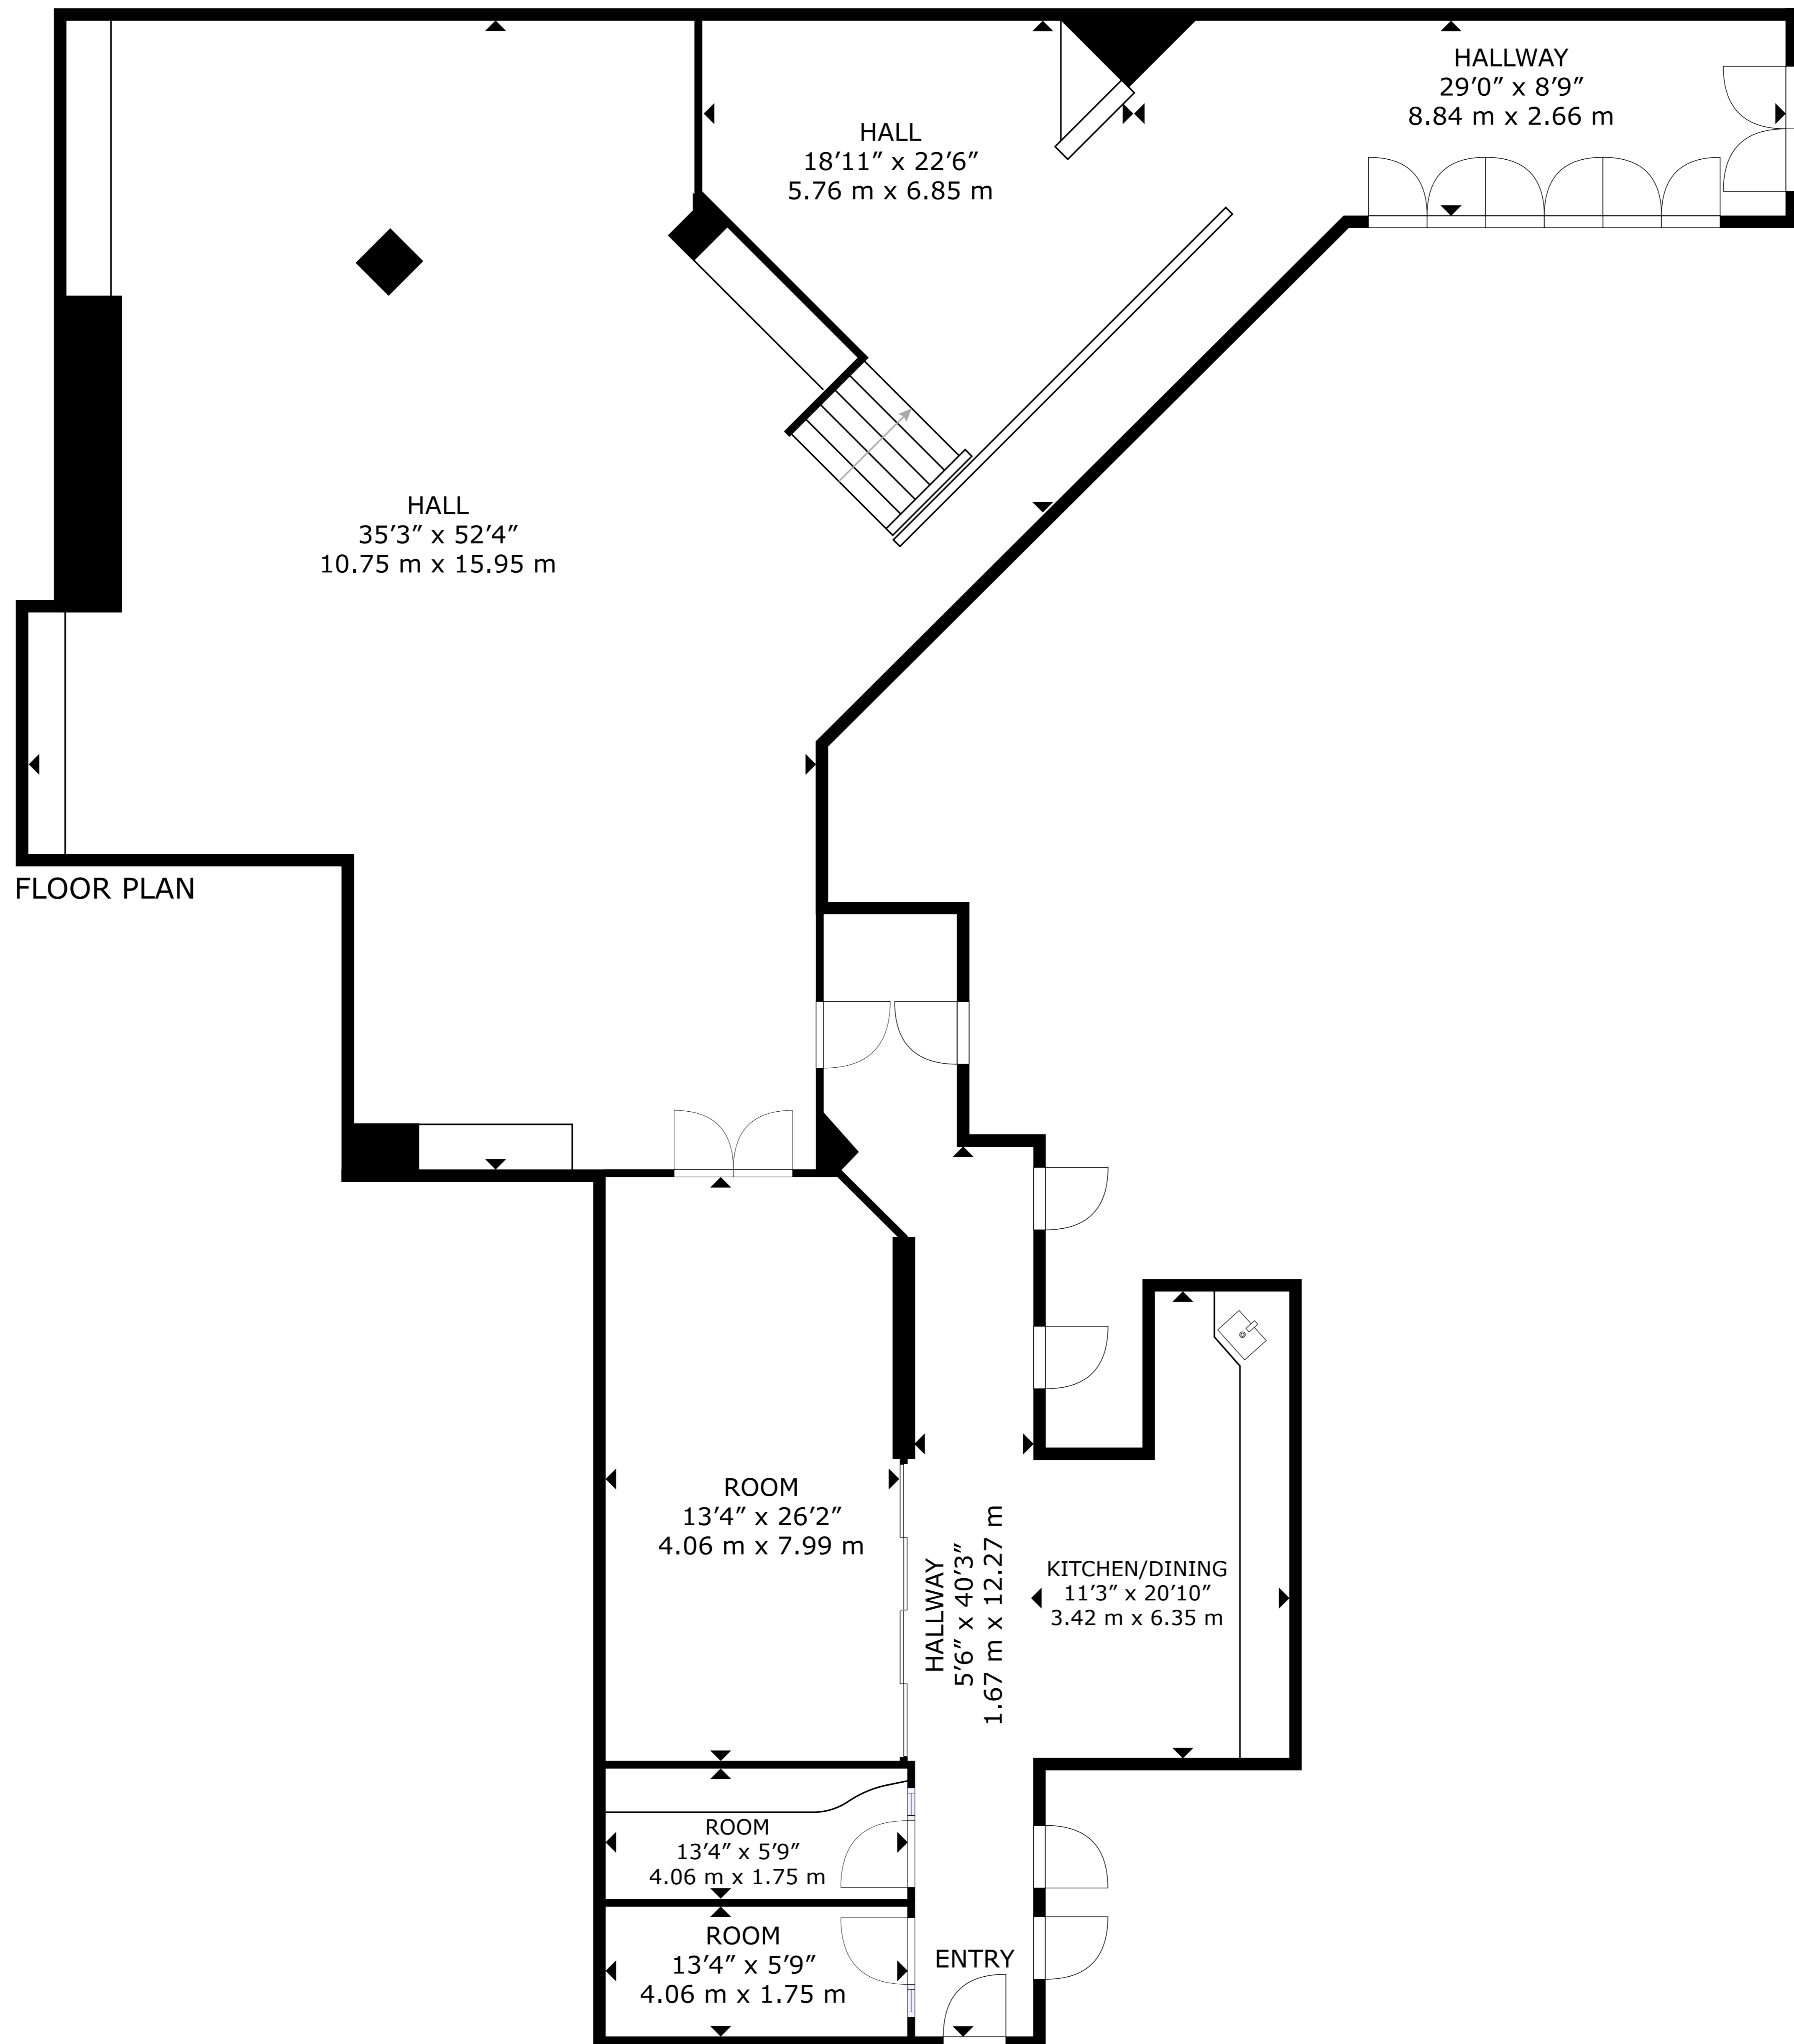 HALLWAY
29’0” x 8’9”
8.84 m x 2.66 m
HALL
18’11” x 22’6”
5.76 m x 6.85 m
HALL
35’3” x 52’4”
10.75 m x 15.95 m
FLOOR PLAN
ROOM
13’4” x 26’2”
4.06 m x 7.99 m
HALLWAY
5’6” x 40’3”
1.67 m x 12.27 m
KITCHEN/DINING
11’3” x 20’10”
3.42 m x 6.35 m
ROOM
13’4” x 5’9”
4.06 m x 1.75 m
ROOM
13’4” x 5’9”
4.06 m x 1.75 m
ENTRY